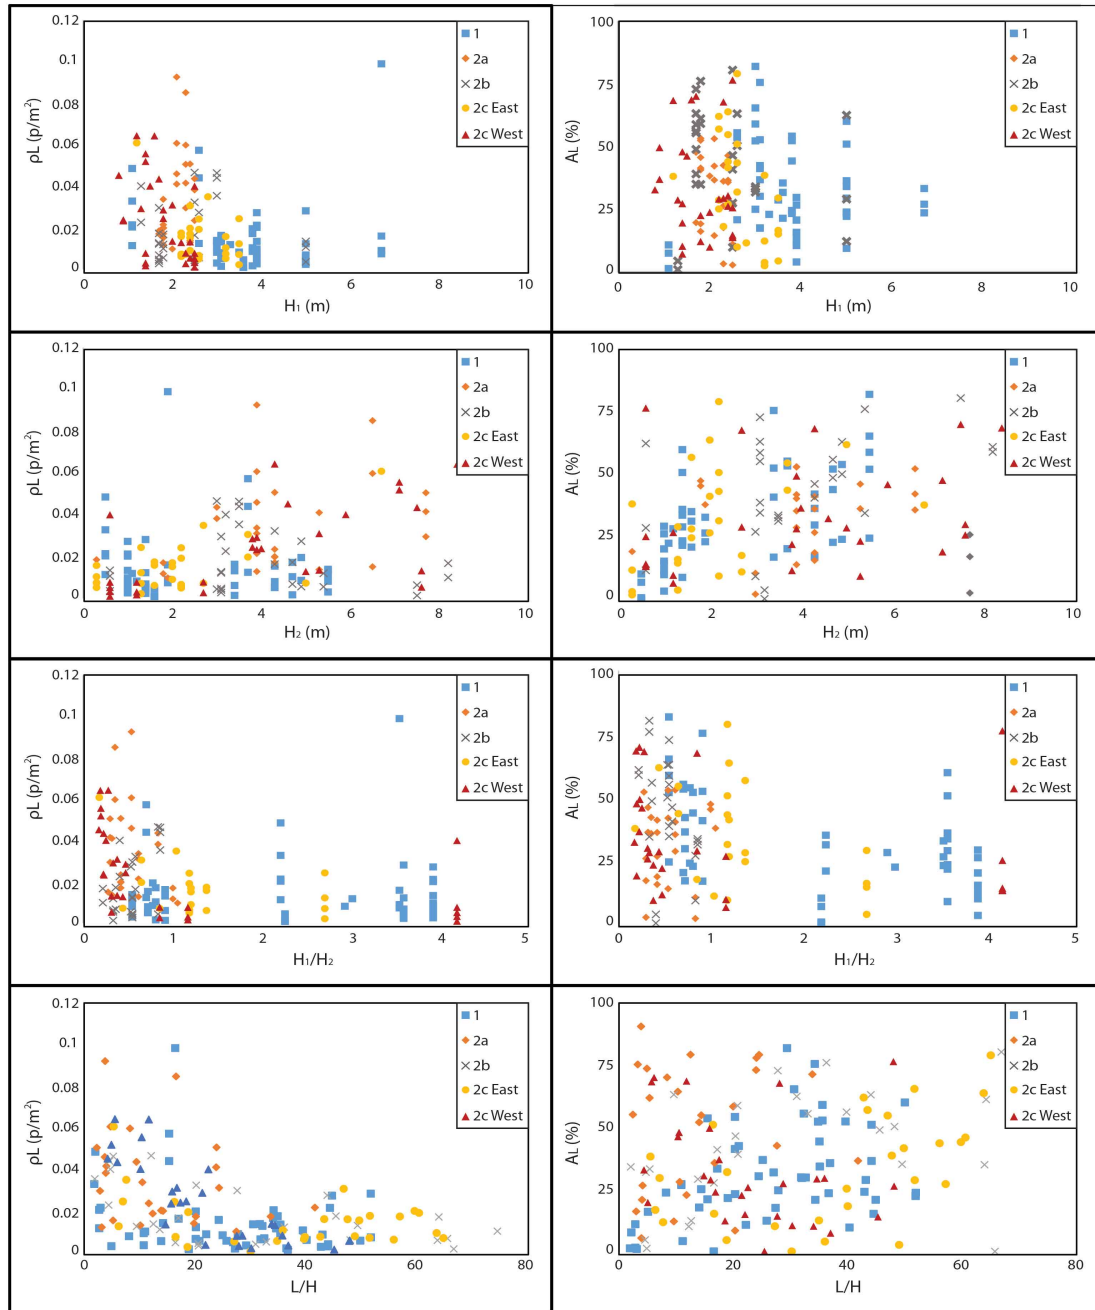 0.12
0.1
0.08
0.06
0.04
0.02
0
ρL (p/m²)
0
2
4
6
8
10
H₁ (m)
1
2a
2b
2c East
2c West
100
75
50
25
0
AL (%)
0
2
4
6
8
10
H₁ (m)
1
2a
2b
2c East
2c West
0.12
0.1
0.08
0.06
0.04
0.02
0
ρL (p/m²)
0
2
4
6
8
10
H₂ (m)
1
2a
2b
2c East
2c West
100
75
50
25
0
AL (%)
0
2
4
6
8
10
H₂ (m)
1
2a
2b
2c East
2c West
0.12
0.1
0.08
0.06
0.04
0.02
0
ρL (p/m²)
0
1
2
3
4
5
H₁/H₂
1
2a
2b
2c East
2c West
100
75
50
25
0
AL (%)
0
1
2
3
4
5
H₁/H₂
1
2a
2b
2c East
2c West
0.12
0.1
0.08
0.06
0.04
0.02
0
ρL (p/m²)
0
20
40
60
80
L/H
1
2a
2b
2c East
2c West
100
75
50
25
0
AL (%)
0
20
40
60
80
L/H
1
2a
2b
2c East
2c West